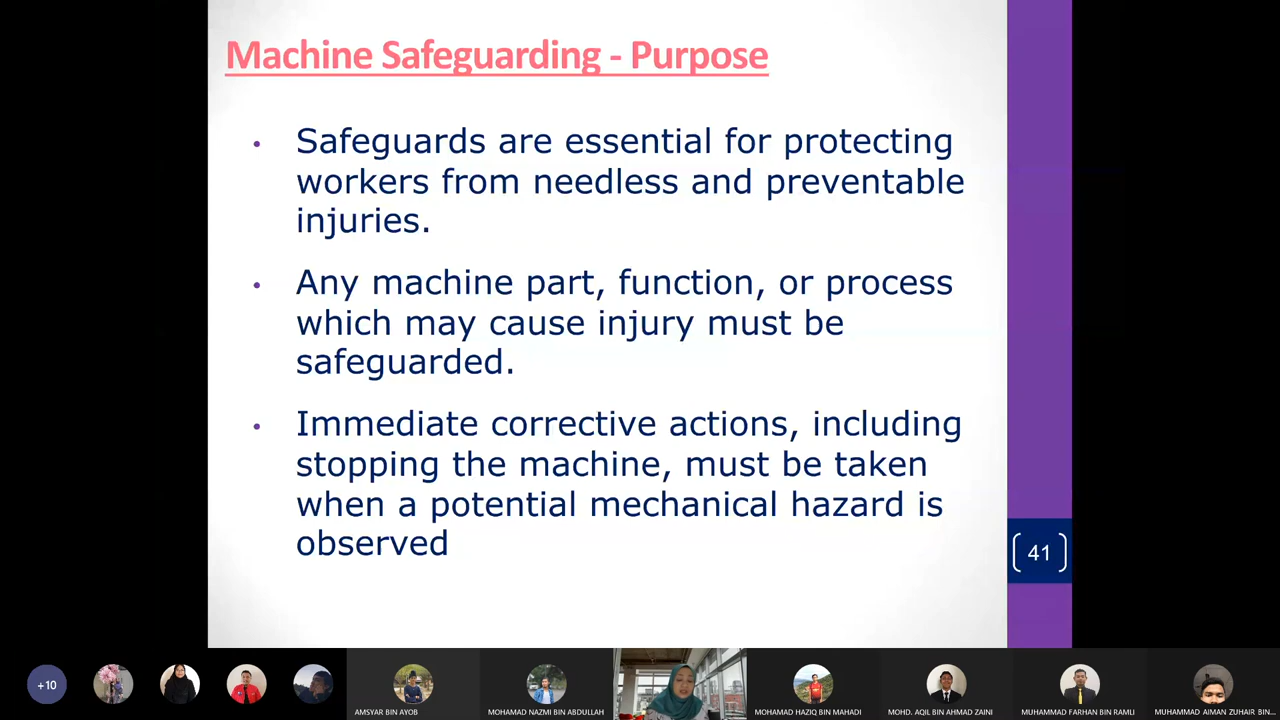 Machine Safeguarding - Purpose
• Safeguards are essential for protecting
workers from needless and preventable
injuries.
• Any machine part, function, or process
which may cause injury must be
safeguarded.
• Immediate corrective actions, including
stopping the machine, must be taken
when a potential mechanical hazard is
observed
41
+10
AMSYAR BIN AYOB
MOHAMAD NAZMI BIN ABDULLAH
MOHAMAD HAZIQ BIN MAHADI
MOHD. AQIL BIN AHMAD ZAINI
MUHAMMAD FARHAN BIN RAMLI
MUHAMMAD AIMAN ZUHAIR BIN...